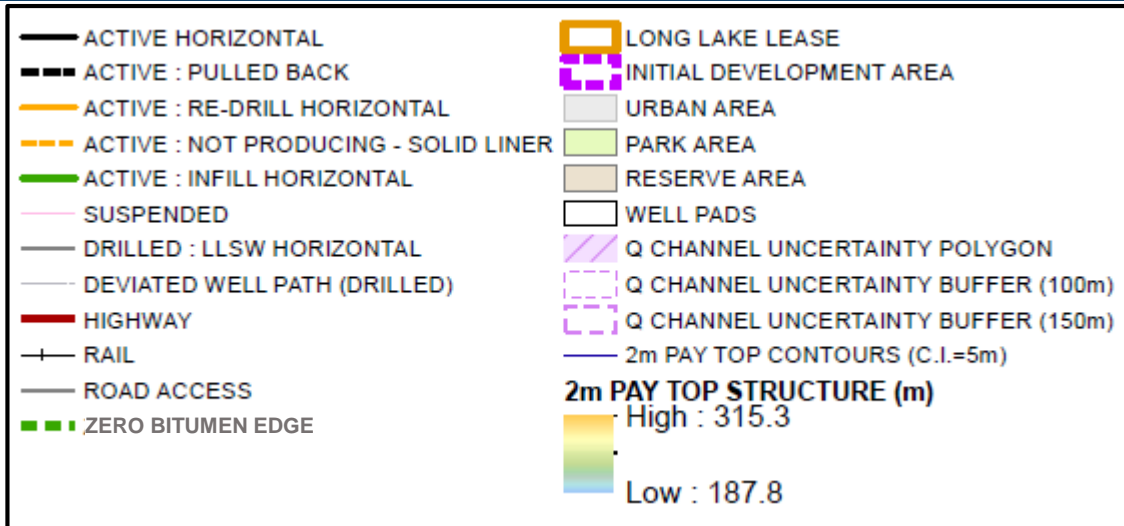 ACTIVE HORIZONTAL
ACTIVE : PULLED BACK
ACTIVE : RE-DRILL HORIZONTAL
ACTIVE : NOT PRODUCING - SOLID LINER
ACTIVE : INFILL HORIZONTAL
SUSPENDED
DRILLED : LLSW HORIZONTAL
DEVIATED WELL PATH (DRILLED)
HIGHWAY
RAIL
ROAD ACCESS
ZERO BITUMEN EDGE
LONG LAKE LEASE
INITIAL DEVELOPMENT AREA
URBAN AREA
PARK AREA
RESERVE AREA
WELL PADS
Q CHANNEL UNCERTAINTY POLYGON
Q CHANNEL UNCERTAINTY BUFFER (100m)
Q CHANNEL UNCERTAINTY BUFFER (150m)
2m PAY TOP CONTOURS (C.I.=5m)
2m PAY TOP STRUCTURE (m)
High : 315.3
Low : 187.8